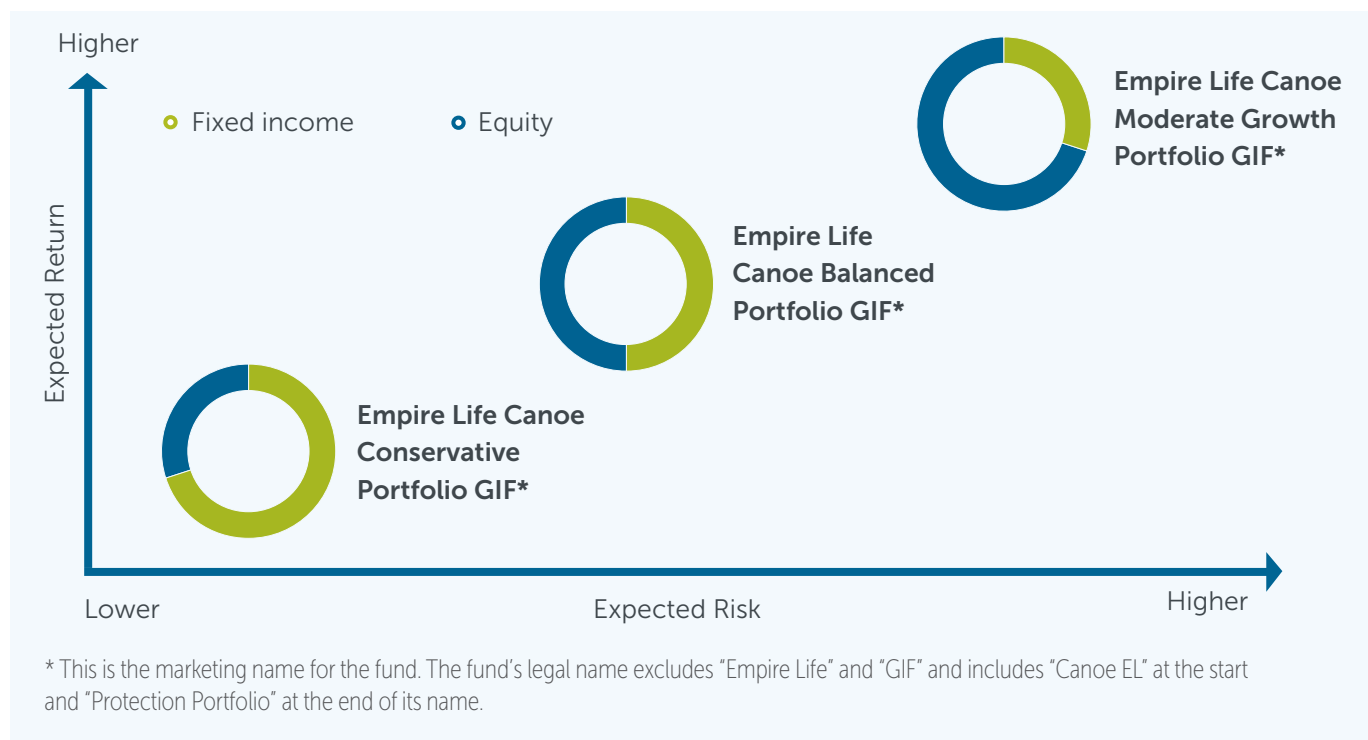 Higher
Fixed income
Equity
Empire Life Canoe
Moderate Growth
Portfolio GIF*
Expected Return
Empire Life
Canoe Balanced
Portfolio GIF*
Empire Life Canoe
Conservative
Portfolio GIF*
Lower
Expected Risk
Higher
* This is the marketing name for the fund. The fund’s legal name excludes “Empire Life” and “GIF” and includes “Canoe EL” at the start
and “Protection Portfolio” at the end of its name.